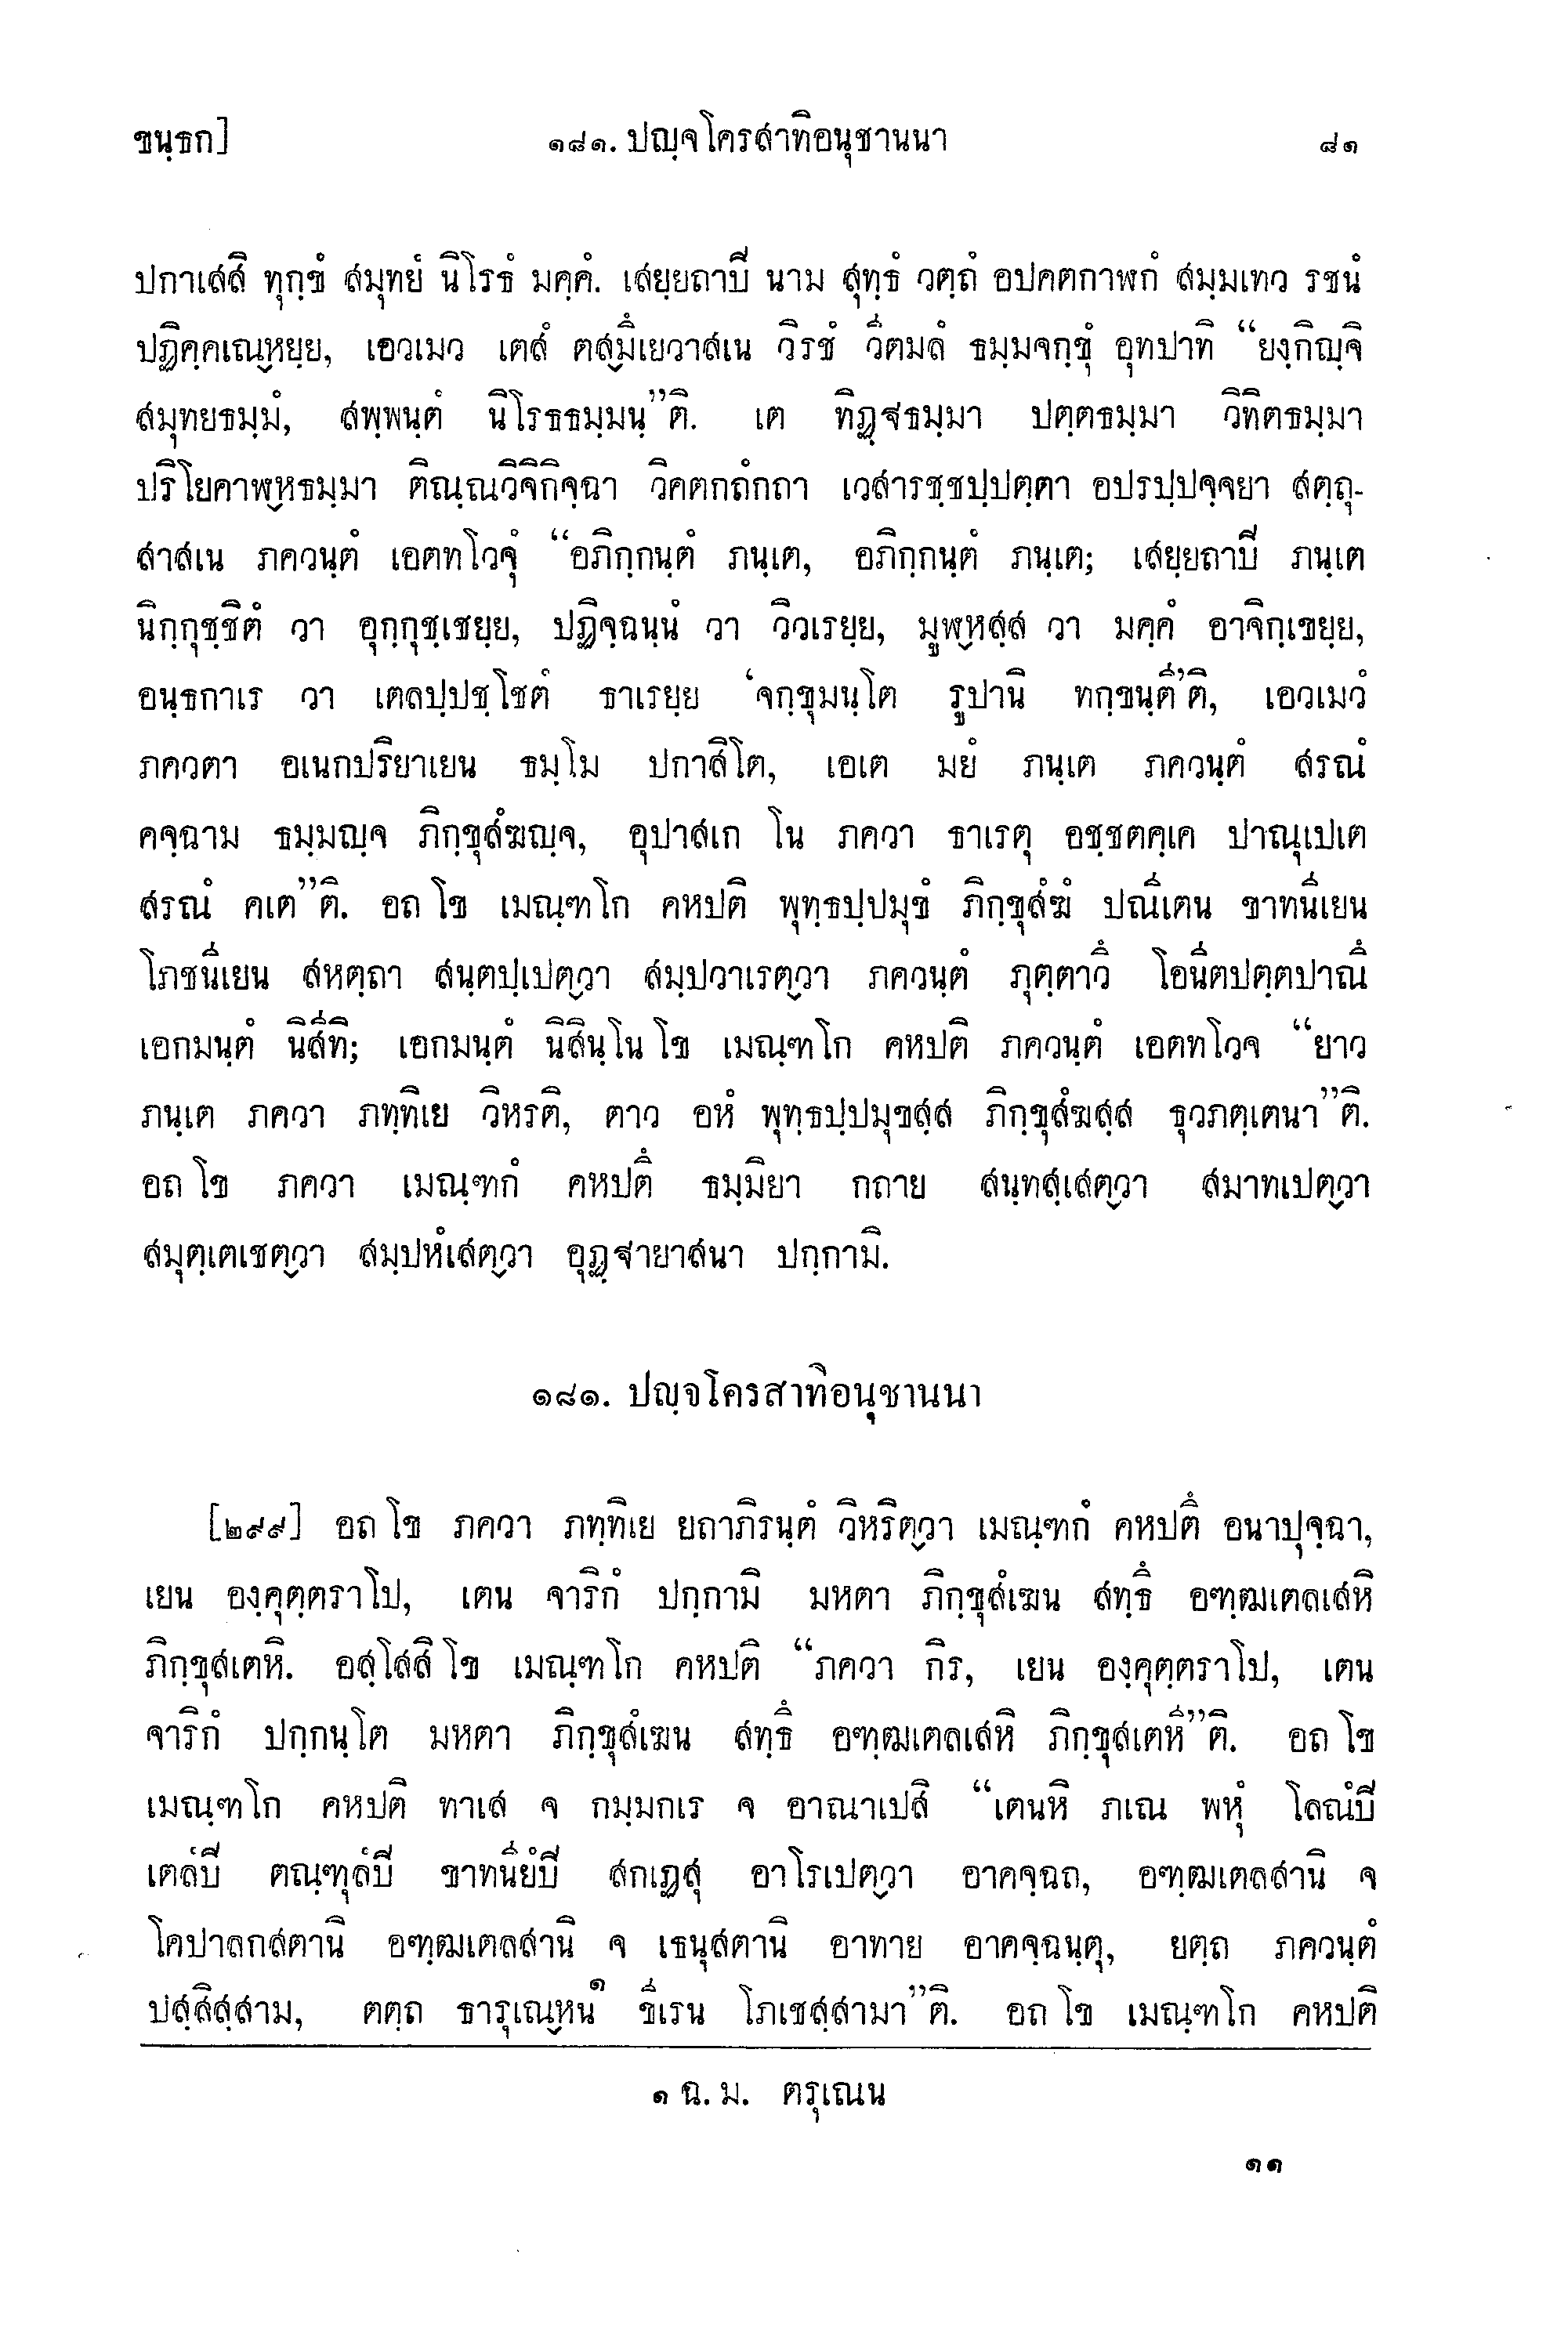 ขนฺธก] ๑๘๑. ปญฺจโครสาทิอนุชานนา ๘๑
ปกาเสสิ ทุกฺขํ สมุทยํ นิโรธํ มคฺคํ. เสยฺยถาปี นาม สุทฺธํ วตฺถํ อปคตกาฬกํ สมฺมเทว รชนํ
ปฏิคฺคเณฺหยฺย, เอวเมว เตสํ ตสฺมึเยวาสเน วิรชํ วีตมลํ ธมฺมจกฺขุํ อุทปาทิ “ยงฺกิญฺจิ
สมุทยธมฺมํ, สพฺพนฺตํ นิโรธธมฺมนฺ”ติ. เต ทิฏฺฐธมฺมา ปตฺตธมฺมา วิทิตธมฺมา
ปริโยคาฬฺหธมฺมา ติณฺณวิจิกิจฺฉา วิคตกถํกถา เวสารชฺชปฺปตฺตา อปรปฺปจฺจยา สตฺถุ-
สาสเน ภควนฺตํ เอตทโวจุํ “อภิกฺกนฺตํ ภนฺเต, อภิกฺกนฺตํ ภนฺเต; เสยฺยถาปี ภนฺเต
นิกฺกุชฺชิตํ วา อุกฺกุชฺเชยฺย, ปฏิจฺฉนฺนํ วา วิวเรยฺย, มูฬฺหสฺส วา มคฺคํ อาจิกฺเขยฺย,
อนฺธกาเร วา เตลปฺปชฺโชตํ ธาเรยฺย ‘จกฺขุมนฺโต รูปานิ ทกฺขนฺตี’ติ, เอวเมวํ
ภควตา อเนกปริยาเยน ธมฺโม ปกาสิโต, เอเต มยํ ภนฺเต ภควนฺตํ สรณํ
คจฺฉาม ธมฺมญฺจ ภิกฺขุสํฆญฺจ, อุปาสเก โน ภควา ธาเรตุ อชฺชตคฺเค ปาณุเปเต
สรณํ คเต”ติ. อถ โข เมณฺฑโก คหปติ พุทฺธปฺปมุขํ ภิกฺขุสํฆํ ปณีเตน ขาทนีเยน
โภชนีเยน สหตฺถา สนฺตปฺเปตฺวา สมฺปวาเรตฺวา ภควนฺตํ ภุตฺตาวึ โอนีตปตฺตปาณึ
เอกมนฺตํ นิสีทิ; เอกมนฺตํ นิสินฺโน โข เมณฺฑโก คหปติ ภควนฺตํ เอตทโวจ “ยาว
ภนฺเต ภควา ภทฺทิเย วิหรติ, ตาว อหํ พุทฺธปฺปมุขสฺส ภิกฺขุสํฆสฺส ธุวภตฺเตนา”ติ.
อถ โข ภควา เมณฺฑกํ คหปตึ ธมฺมิยา กถาย สนฺทสฺเสตฺวา สมาทเปตฺวา
สมุตฺเตเชตฺวา สมฺปหํเสตฺวา อุฏฺฐายาสนา ปกฺกามิ.
๑๘๑. ปญฺจโครสาทิอนุชานนา
[๒๙๙] อถ โข ภควา ภทฺทิเย ยถาภิรนฺตํ วิหริตฺวา เมณฺฑกํ คหปตึ อนาปุจฺฉา,
เยน องฺคุตฺตราโป, เตน จาริกํ ปกฺกามิ มหตา ภิกฺขุสํเฆน สทฺธึ อฑฺฒเตลเสหิ
ภิกฺขุสเตหิ. อสฺโสสิ โข เมณฺฑโก คหปติ “ภควา กิร, เยน องฺคุตฺตราโป, เตน
จาริกํ ปกฺกนฺโต มหตา ภิกฺขุสํเฆน สทฺธึ อฑฺฒเตลเสหิ ภิกฺขุสเตหี”ติ. อถ โข
เมณฺฑโก คหปติ ทาเส จ กมฺมกเร จ อาณาเปสิ “เตนหิ ภเณ พหุํ โลณํปี
เตลํปี ตณฺฑุลํปี ขาทนียํปี สกเฏสุ อาโรเปตฺวา อาคจฺฉถ, อฑฺฒเตลสานิ จ
โคปาลกสตานิ อฑฺฒเตลสานิ จ เธนุสตานิ อาทาย อาคจฺฉนฺตุ, ยตฺถ ภควนฺตํ
ปสฺสิสฺสาม, ตตฺถ ธารุเณฺหน๑ ขีเรน โภเชสฺสามา”ติ. อถ โข เมณฺฑโก คหปติ
๑ ฉ. ม. ตรุเณน
๑๑